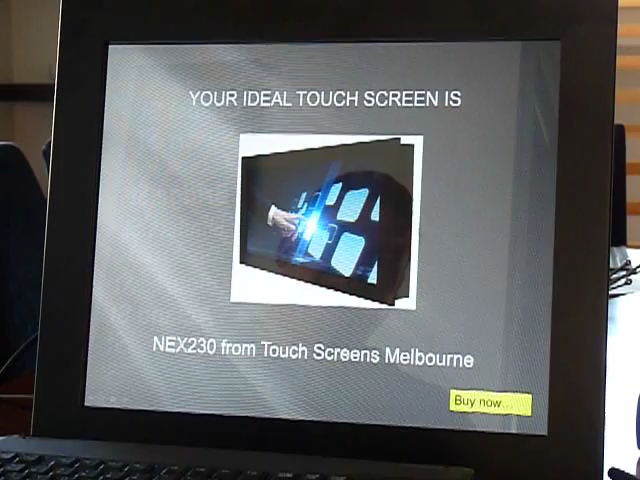 YOUR IDEAL TOUCH SCREEN IS
NEX230 from Touch Screens Melbourne
Buy now...